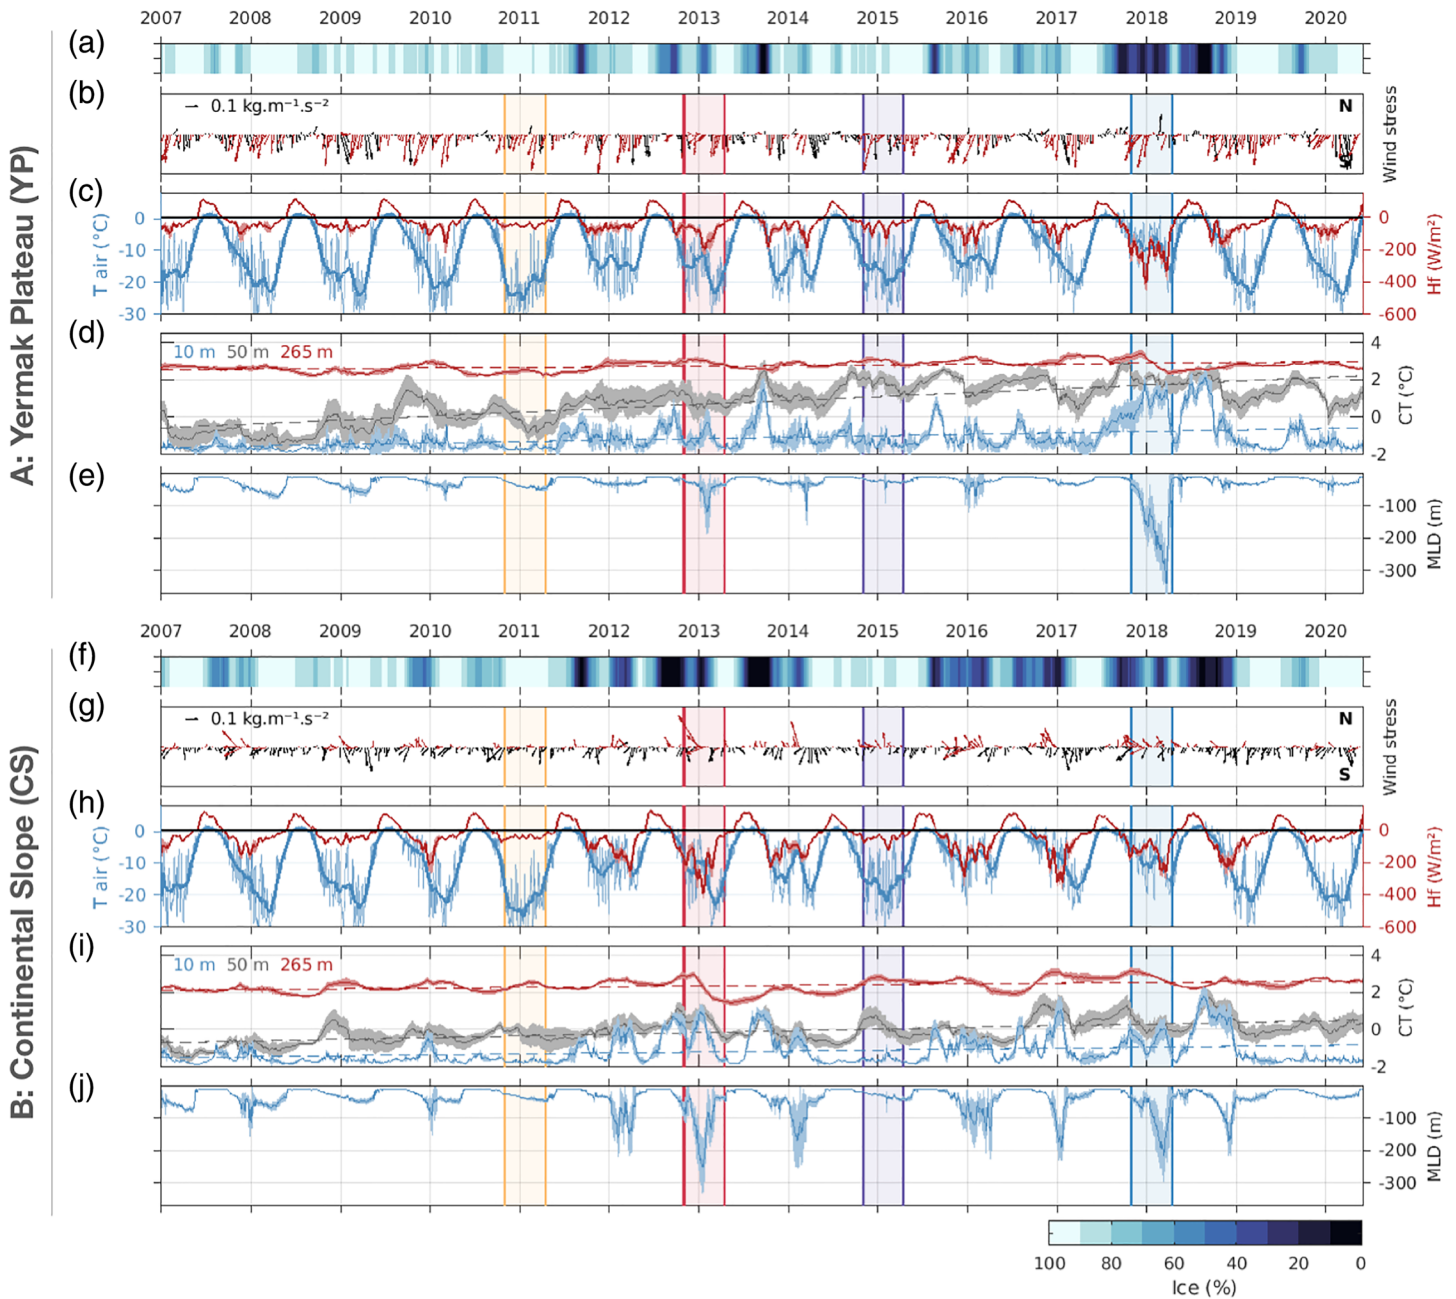 2007 2008 2009 2010 2011 2012 2013 2014 2015 2016 2017 2018 2019 2020
A: Yermak Plateau (YP)
(a)
(b)
0.1 kg.m⁻¹.s⁻²
N
S
Wind stress
(c)
T air (°C)
0
-10
-20
-30
0
-200
-400
-600
Hf (W/m²)
(d)
10 m 50 m 265 m
4
2
0
-2
CT (°C)
(e)
-100
-200
-300
MLD (m)
2007 2008 2009 2010 2011 2012 2013 2014 2015 2016 2017 2018 2019 2020
B: Continental Slope (CS)
(f)
(g)
0.1 kg.m⁻¹.s⁻²
N
S
Wind stress
(h)
T air (°C)
0
-10
-20
-30
0
-200
-400
-600
Hf (W/m²)
(i)
10 m 50 m 265 m
4
2
0
-2
CT (°C)
(j)
-100
-200
-300
MLD (m)
100 80 60 40 20 0
Ice (%)